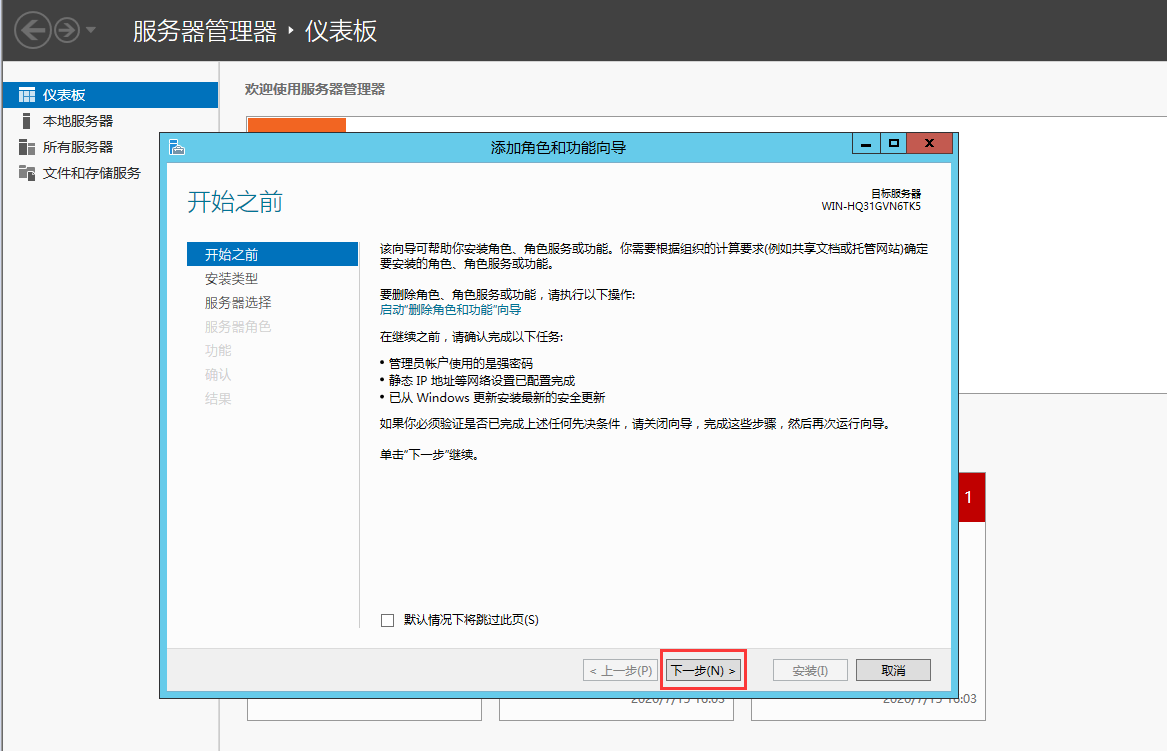 服务器管理器 · 仪表板
仪表板
本地服务器
所有服务器
文件和存储服务
欢迎使用服务器管理器
添加角色和功能向导
开始之前
目标服务器
WIN-HQ31GVN6TK5
开始之前
安装类型
服务器选择
服务器角色
功能
确认
结果
该向导可帮助你安装角色、角色服务或功能。你需要根据组织的计算要求(例如共享文档或托管网站)确定
要安装的角色、角色服务或功能。
要删除角色、角色服务或功能，请执行以下操作:
启动“删除角色和功能”向导
在继续之前，请确认完成以下任务:
• 管理员帐户使用的是强密码
• 静态 IP 地址等网络设置已配置完成
• 已从 Windows 更新安装最新的安全更新
如果你必须验证是否已完成上述任何先决条件，请关闭向导，完成这些步骤，然后再次运行向导。
单击“下一步”继续。
1
默认情况下将跳过此页(S)
< 上一步(P)
下一步(N) >
安装(I)
取消
2020/7/15 16:03
2020/7/15 16:03